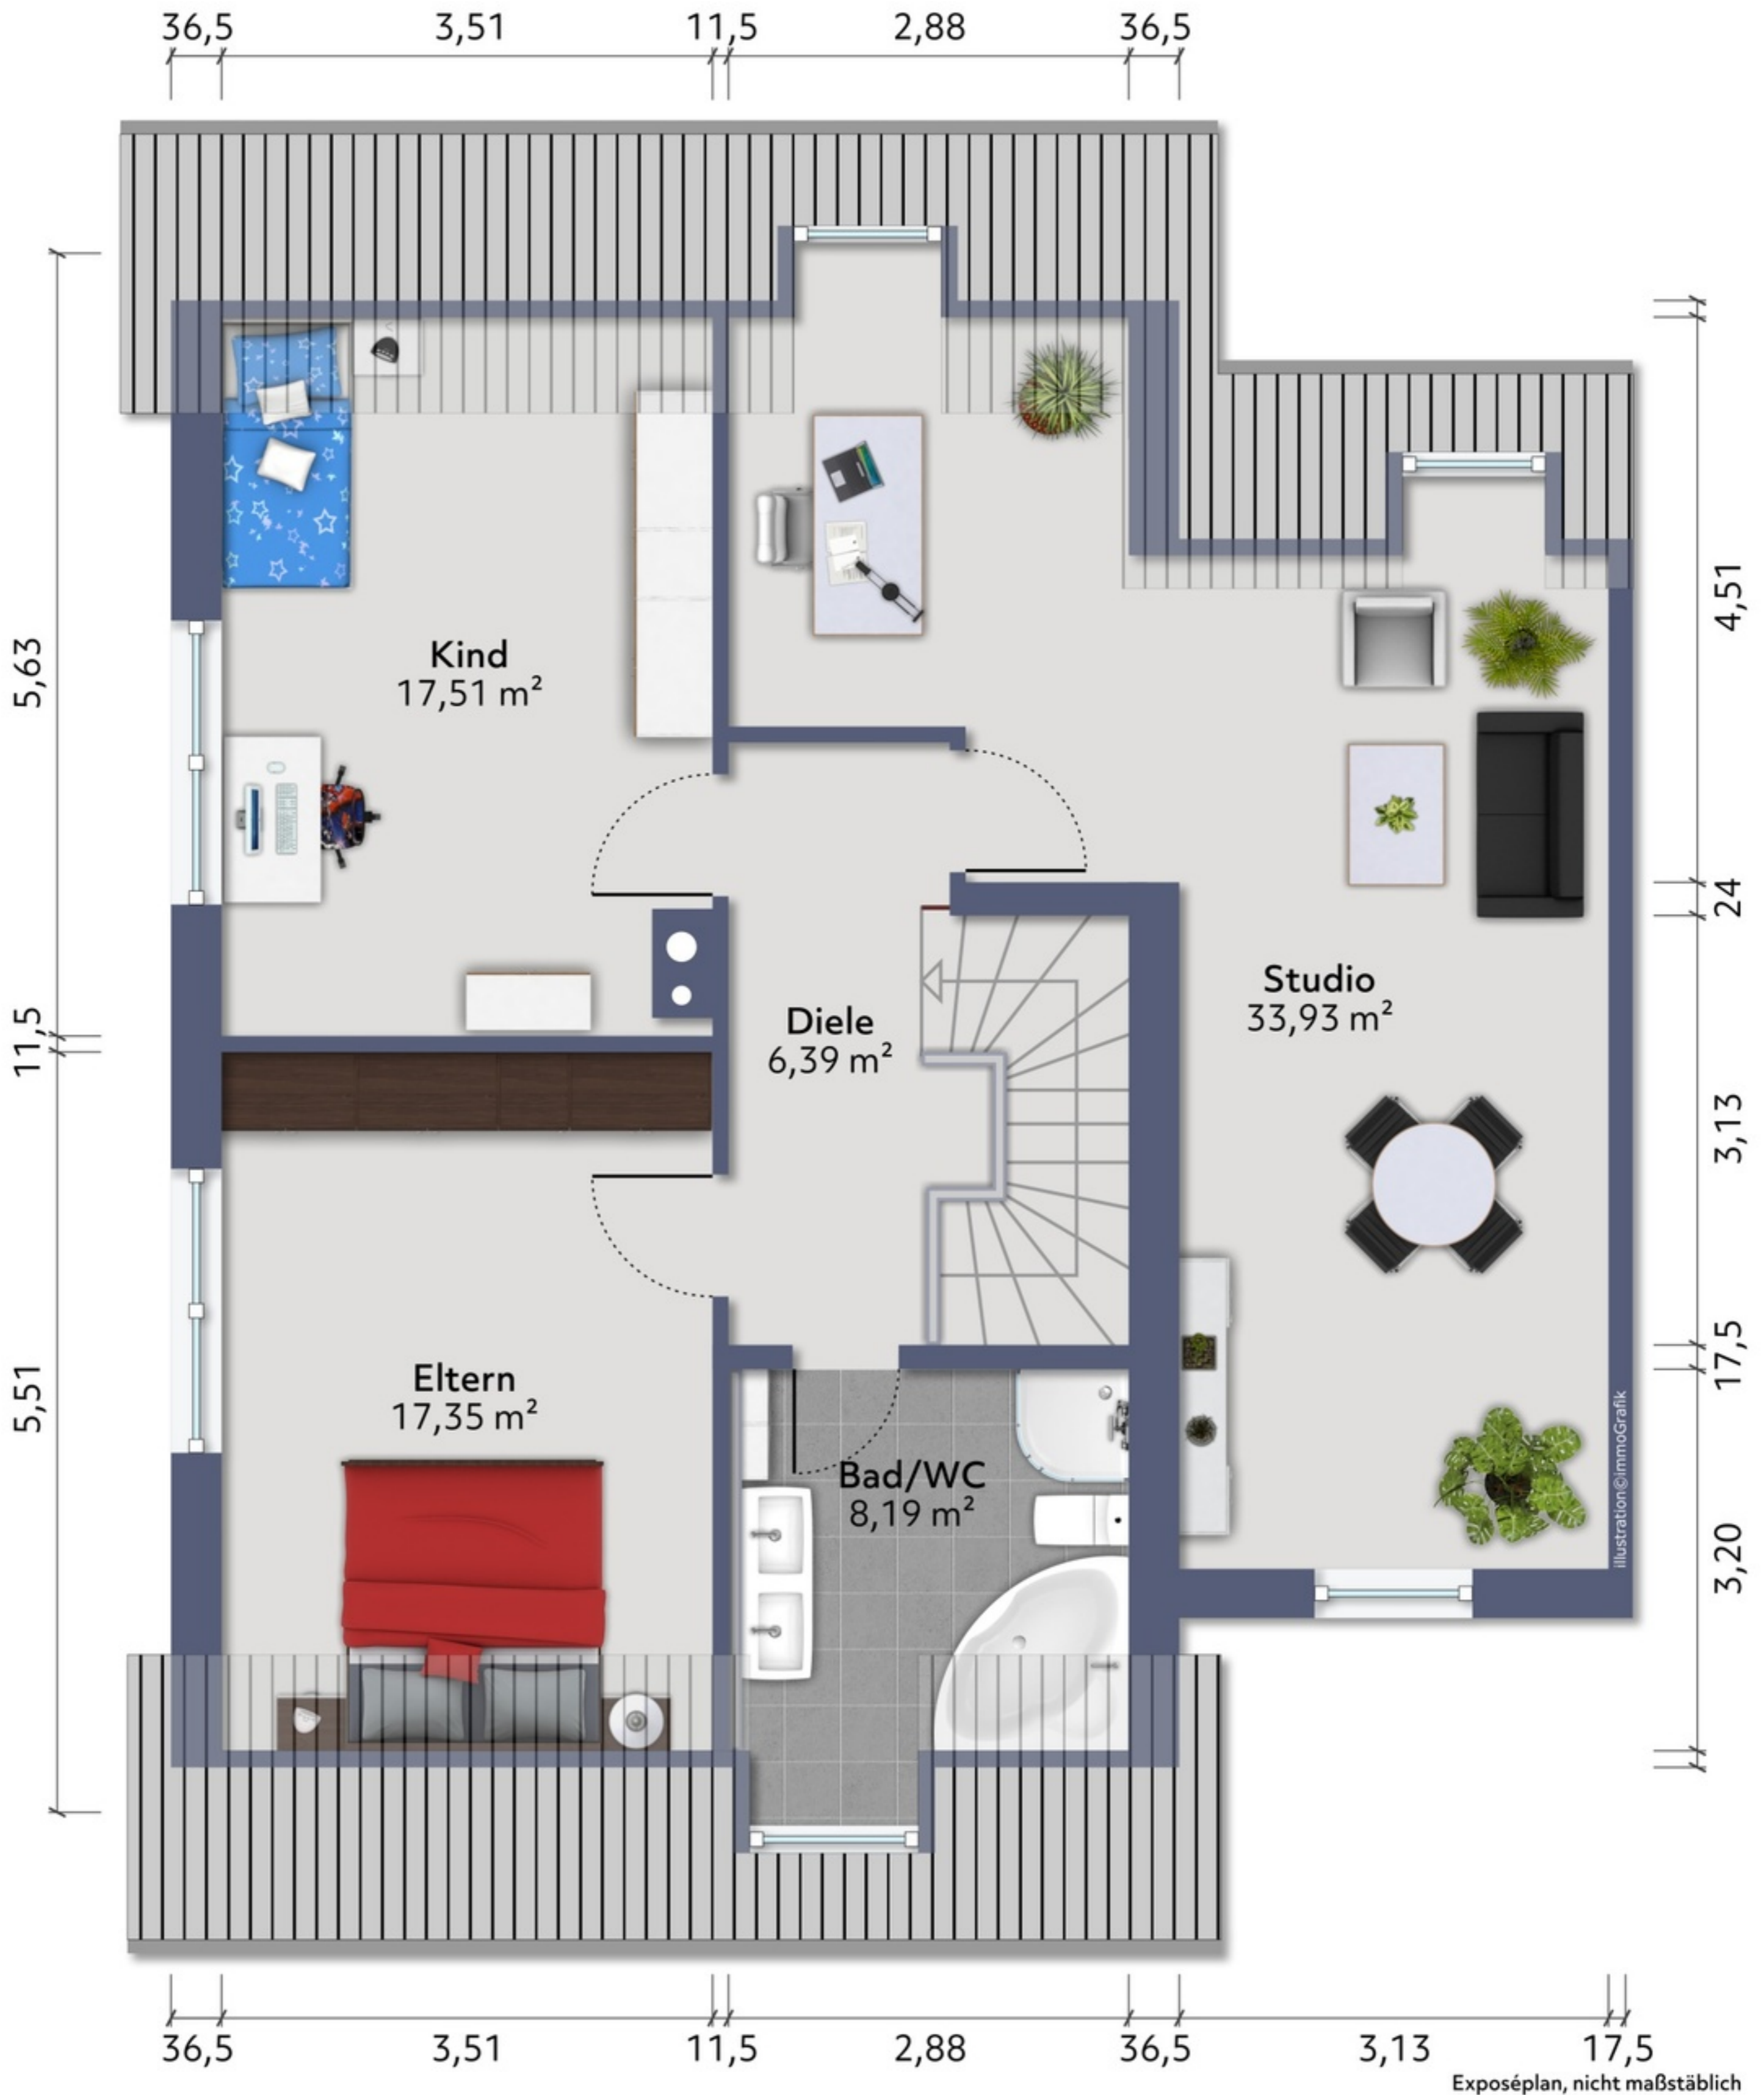 36,5 3,51 11,5 2,88 36,5
5,63
11,5
5,51
4,51
24
3,13
17,5
3,20
Kind
17,51 m²
Diele
6,39 m²
Studio
33,93 m²
Eltern
17,35 m²
Bad/WC
8,19 m²
illustration©immoGrafik
36,5 3,51 11,5 2,88 36,5 3,13 17,5
Exposéplan, nicht maßstäblich